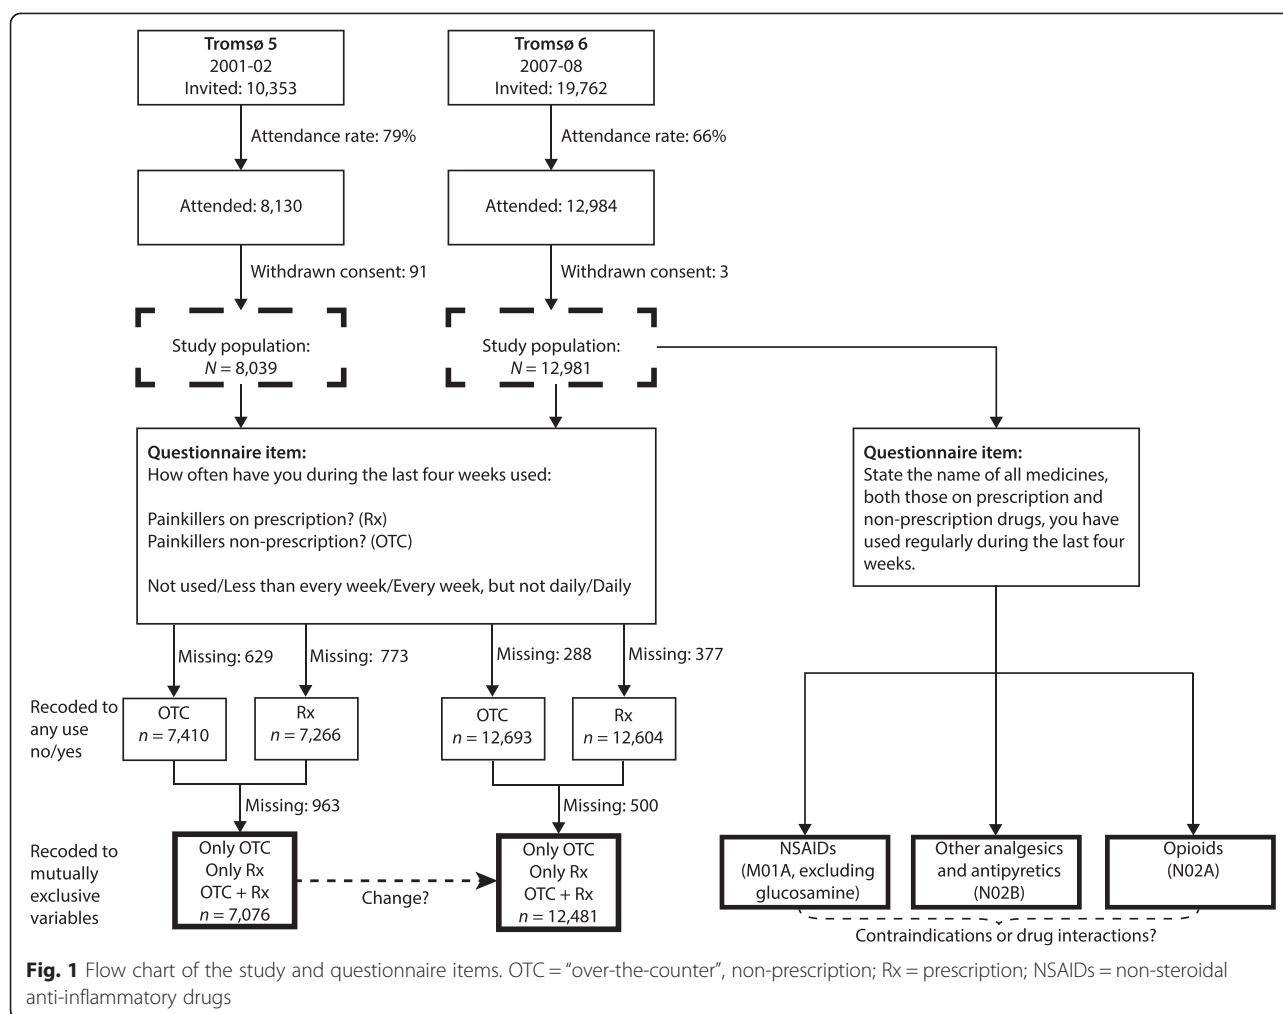 Tromsø 5
2001-02
Invited: 10,353
Tromsø 6
2007-08
Invited: 19,762
Attendance rate: 79%
Attendance rate: 66%
Attended: 8,130
Attended: 12,984
Withdrawn consent: 91
Withdrawn consent: 3
Study population:
N = 8,039
Study population:
N = 12,981
Questionnaire item:
How often have you during the last four weeks used:
Painkillers on prescription? (Rx)
Painkillers non-prescription? (OTC)
Not used/Less than every week/Every week, but not daily/Daily
Questionnaire item:
State the name of all medicines,
both those on prescription and
non-prescription drugs, you have
used regularly during the last four
weeks.
Missing: 629
Missing: 773
Missing: 288
Missing: 377
Recoded to
any use
no/yes
OTC
n = 7,410
Rx
n = 7,266
OTC
n = 12,693
Rx
n = 12,604
Missing: 963
Missing: 500
Recoded to
mutually
exclusive
variables
Only OTC
Only Rx
OTC + Rx
n = 7,076
Change?
Only OTC
Only Rx
OTC + Rx
n = 12,481
NSAIDs
(M01A, excluding
glucosamine)
Other analgesics
and antipyretics
(N02B)
Opioids
(N02A)
Contraindications or drug interactions?
Fig. 1 Flow chart of the study and questionnaire items. OTC = “over-the-counter”, non-prescription; Rx = prescription; NSAIDs = non-steroidal
anti-inflammatory drugs